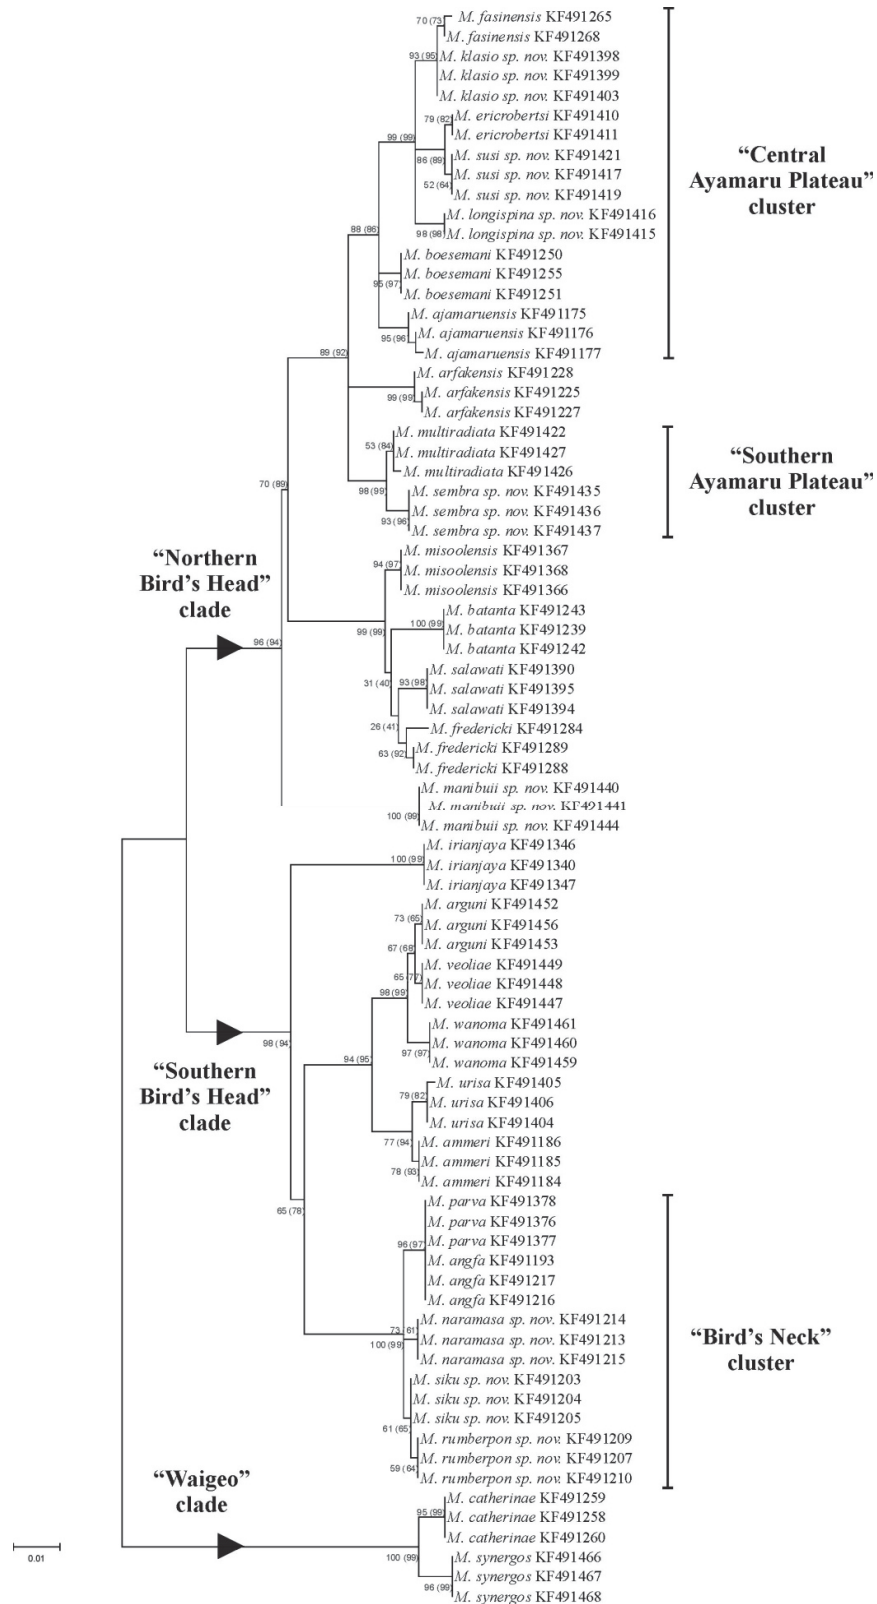 70 (73)
M. fasinensis KF491265
M. fasinensis KF491268
93 (95)
M. klasio sp. nov. KF491398
M. klasio sp. nov. KF491399
M. klasio sp. nov. KF491403
79 (82)
M. ericrobertsi KF491410
M. ericrobertsi KF491411
99 (99)
M. susi sp. nov. KF491421
86 (89)
M. susi sp. nov. KF491417
52 (64)
M. susi sp. nov. KF491419
M. longispina sp. nov. KF491416
98 (98)
M. longispina sp. nov. KF491415
88 (86)
M. boesemani KF491250
M. boesemani KF491255
95 (97)
M. boesemani KF491251
M. ajamaruensis KF491175
M. ajamaruensis KF491176
95 (96)
M. ajamaruensis KF491177
“Central
Ayamaru Plateau”
cluster
89 (92)
M. arfakensis KF491228
M. arfakensis KF491225
99 (99)
M. arfakensis KF491227
M. multiradiata KF491422
53 (84)
M. multiradiata KF491427
M. multiradiata KF491426
98 (99)
M. sembra sp. nov. KF491435
M. sembra sp. nov. KF491436
93 (96)
M. sembra sp. nov. KF491437
“Southern
Ayamaru Plateau”
cluster
70 (89)
“Northern
Bird’s Head”
clade
96 (94)
M. misoolensis KF491367
94 (97)
M. misoolensis KF491368
M. misoolensis KF491366
M. batanta KF491243
100 (99)
M. batanta KF491239
99 (99)
M. batanta KF491242
M. salawati KF491390
31 (40)
93 (98)
M. salawati KF491395
M. salawati KF491394
26 (41)
M. fredericki KF491284
M. fredericki KF491289
63 (92)
M. fredericki KF491288
M. manibuii sp. nov. KF491440
M. manibuii sp. nov. KF491441
100 (99)
M. manibuii sp. nov. KF491444
M. irianjaya KF491346
100 (99)
M. irianjaya KF491340
M. irianjaya KF491347
M. arguni KF491452
73 (65)
M. arguni KF491456
M. arguni KF491453
67 (68)
M. veoliae KF491449
65 (77)
M. veoliae KF491448
M. veoliae KF491447
98 (99)
M. wanoma KF491461
M. wanoma KF491460
97 (97)
M. wanoma KF491459
98 (94)
“Southern
Bird’s Head”
clade
94 (95)
M. urisa KF491405
79 (82)
M. urisa KF491406
M. urisa KF491404
77 (94)
M. ammeri KF491186
M. ammeri KF491185
78 (93)
M. ammeri KF491184
65 (78)
M. parva KF491378
M. parva KF491376
96 (97)
M. parva KF491377
M. angfa KF491193
M. angfa KF491217
M. angfa KF491216
M. naramasa sp. nov. KF491214
73 (61)
M. naramasa sp. nov. KF491213
100 (99)
M. naramasa sp. nov. KF491215
M. siku sp. nov. KF491203
M. siku sp. nov. KF491204
M. siku sp. nov. KF491205
61 (65)
M. rumberpon sp. nov. KF491209
M. rumberpon sp. nov. KF491207
59 (64)
M. rumberpon sp. nov. KF491210
“Bird’s Neck”
cluster
“Waigeo”
clade
M. catherinae KF491259
95 (99)
M. catherinae KF491258
M. catherinae KF491260
100 (99)
M. synergos KF491466
M. synergos KF491467
96 (99)
M. synergos KF491468
0.01